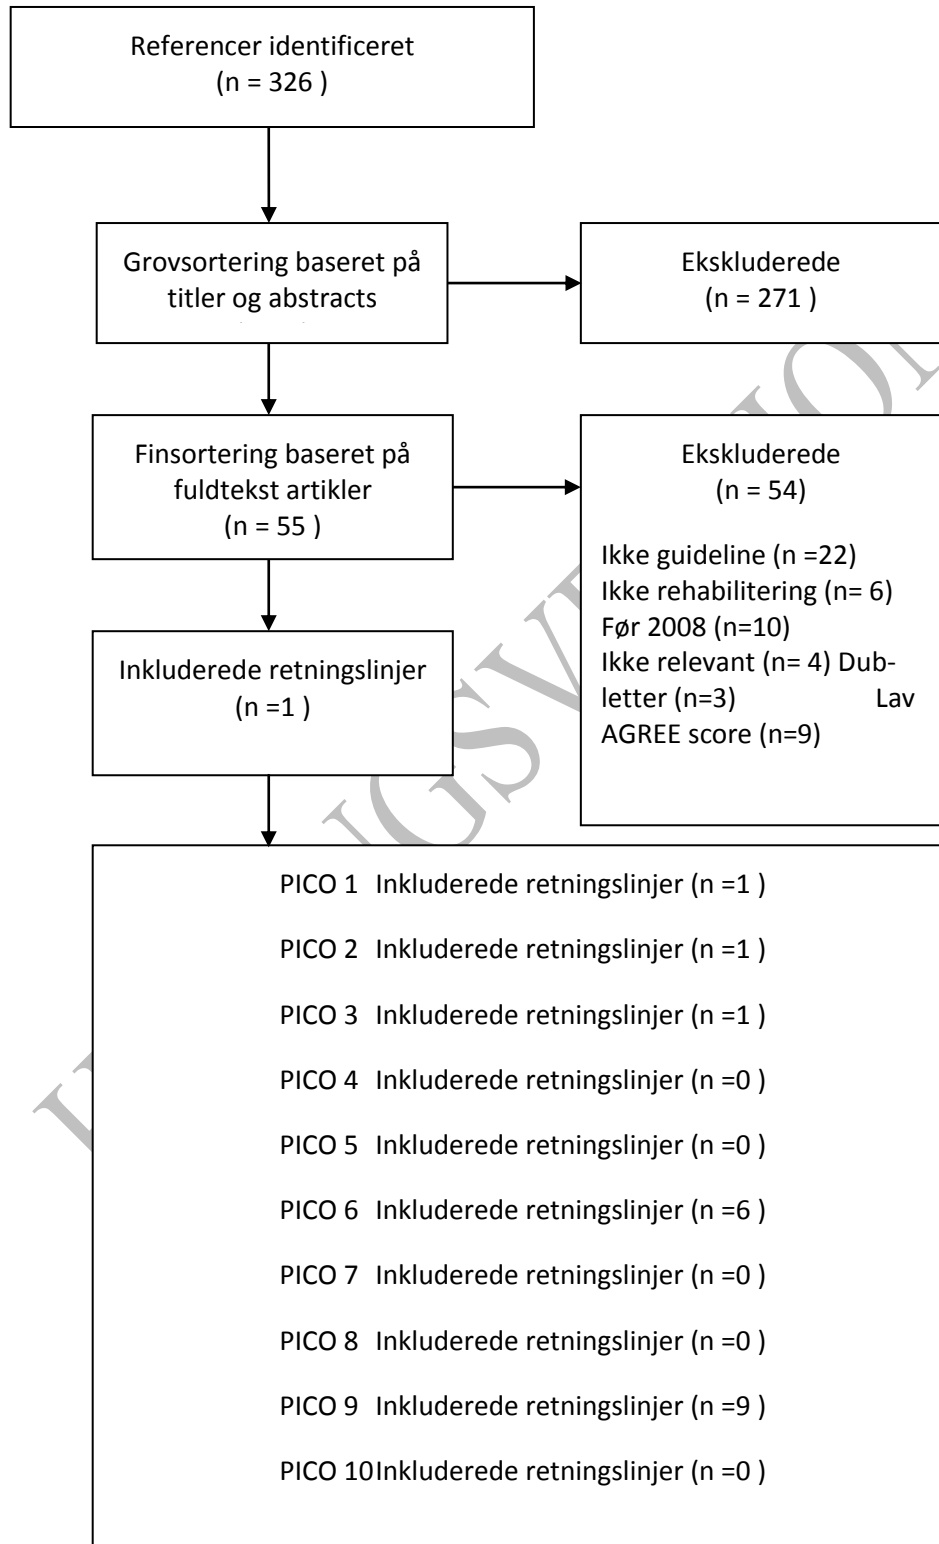 Referencer identificeret
(n = 326 )
Grovsortering baseret på
titler og abstracts
Ekskluderede
(n = 271 )
Finsortering baseret på
fuldtekst artikler
(n = 55 )
Ekskluderede
(n = 54)
Ikke guideline (n =22)
Ikke rehabilitering (n= 6)
Før 2008 (n=10)
Ikke relevant (n= 4) Dub-
letter (n=3) Lav
AGREE score (n=9)
Inkluderede retningslinjer
(n =1 )
PICO 1 Inkluderede retningslinjer (n =1 )
PICO 2 Inkluderede retningslinjer (n =1 )
PICO 3 Inkluderede retningslinjer (n =1 )
PICO 4 Inkluderede retningslinjer (n =0 )
PICO 5 Inkluderede retningslinjer (n =0 )
PICO 6 Inkluderede retningslinjer (n =6 )
PICO 7 Inkluderede retningslinjer (n =0 )
PICO 8 Inkluderede retningslinjer (n =0 )
PICO 9 Inkluderede retningslinjer (n =9 )
PICO 10Inkluderede retningslinjer (n =0 )